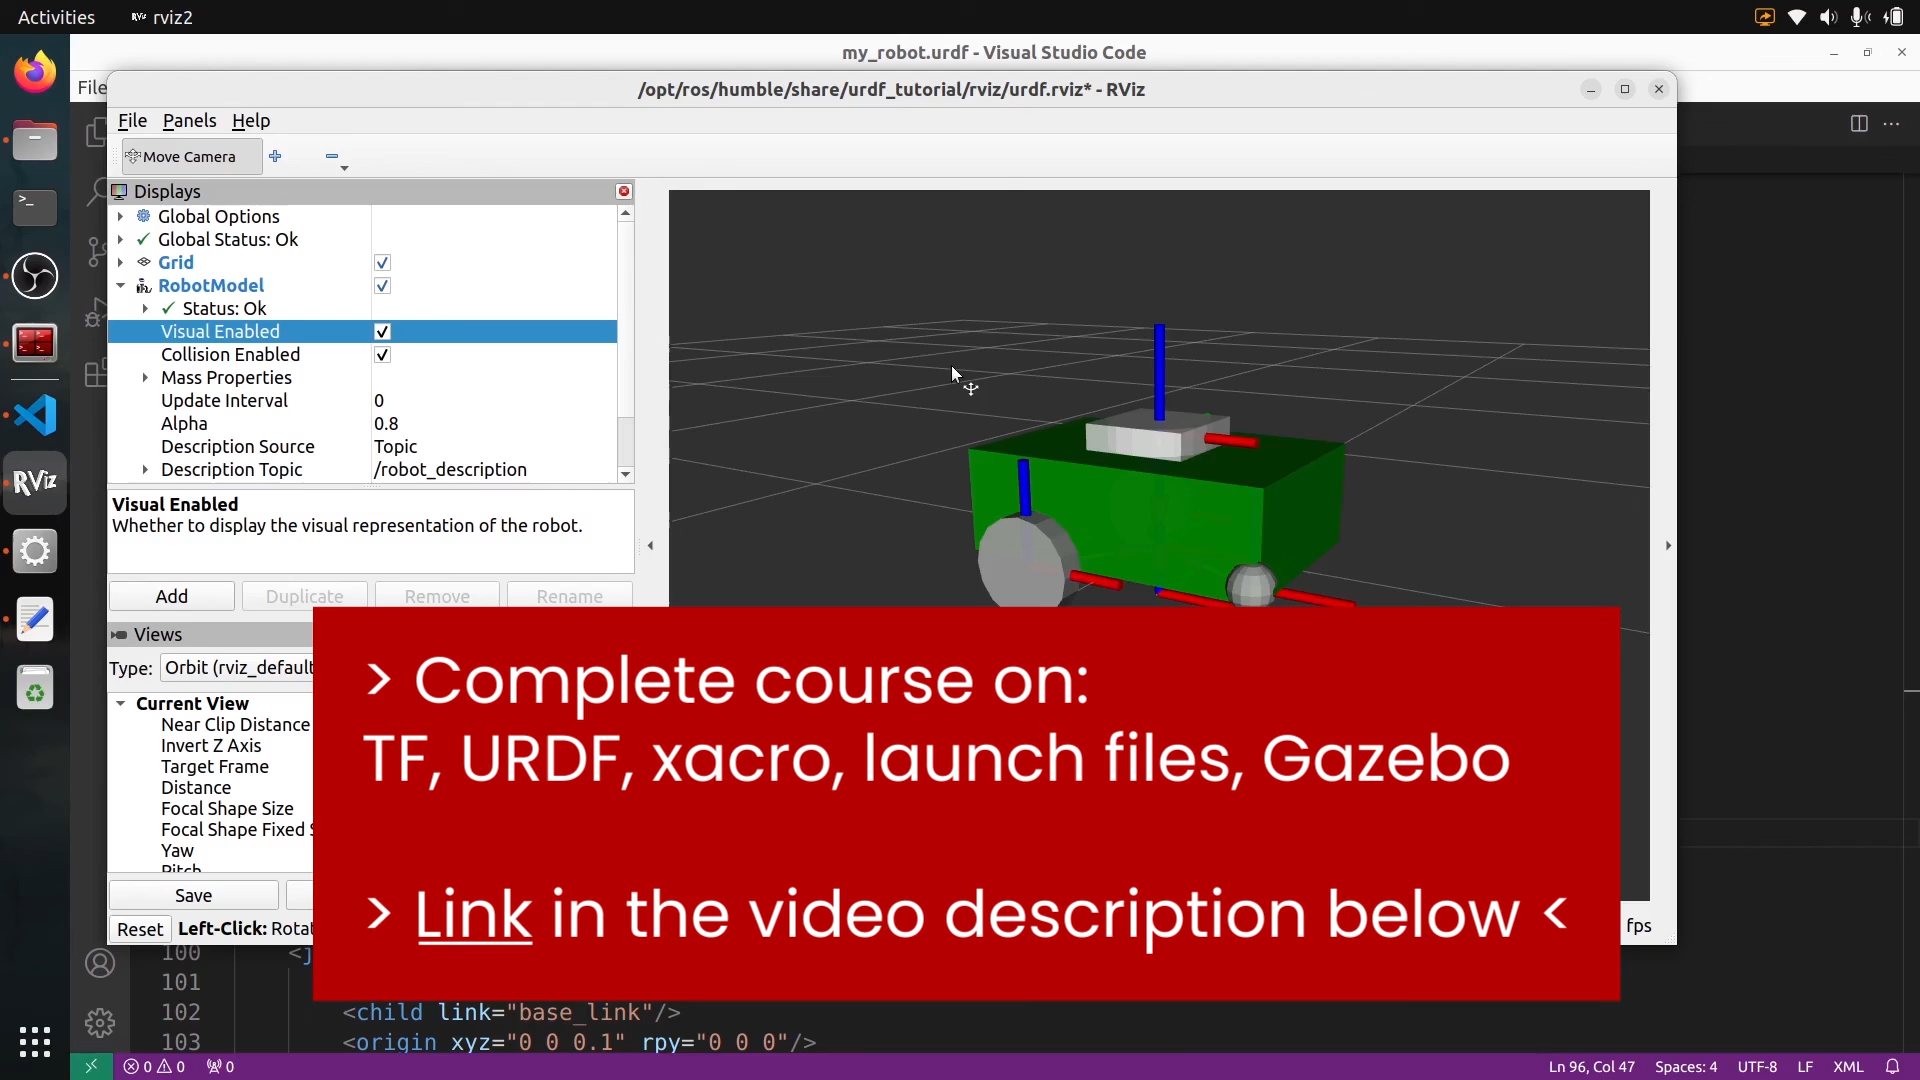 Activities
RViz rviz2
my_robot.urdf - Visual Studio Code
File
/opt/ros/humble/share/urdf_tutorial/rviz/urdf.rviz* - RViz
File Panels Help
Move Camera
Displays
Global Options
Global Status: Ok
Grid
RobotModel
Status: Ok
Visual Enabled
Collision Enabled
Mass Properties
Update Interval 0
Alpha 0.8
Description Source Topic
Description Topic /robot_description
RViz
Visual Enabled
Whether to display the visual representation of the robot.
Add Duplicate Remove Rename
Views
Type: Orbit (rviz_default
Current View
Near Clip Distance
Invert Z Axis
Target Frame
Distance
Focal Shape Size
Focal Shape Fixed S
Yaw
Pitch
Save
Reset Left-Click: Rotat
fps
> Complete course on:
TF, URDF, xacro, launch files, Gazebo
> Link in the video description below <
100 <j
101
102 <child link="base_link"/>
103 <origin xyz="0 0 0.1" rpy="0 0 0"/>
0 0 0 Ln 96, Col 47 Spaces: 4 UTF-8 LF XML